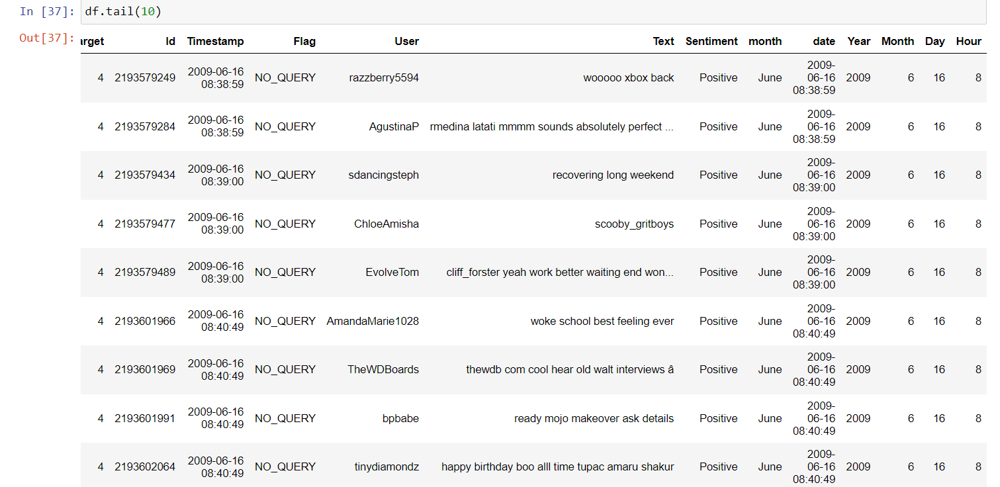 In [37]: df.tail(10)
Out[37]:
arget Id Timestamp Flag User Text Sentiment month date Year Month Day Hour
4 2193579249 2009-06-16 08:38:59 NO_QUERY razzberry5594 wooooo xbox back Positive June 2009-06-16 08:38:59 2009 6 16 8
4 2193579284 2009-06-16 08:38:59 NO_QUERY AgustinaP rmedina latati mmmm sounds absolutely perfect ... Positive June 2009-06-16 08:38:59 2009 6 16 8
4 2193579434 2009-06-16 08:39:00 NO_QUERY sdancingsteph recovering long weekend Positive June 2009-06-16 08:39:00 2009 6 16 8
4 2193579477 2009-06-16 08:39:00 NO_QUERY ChloeAmisha scooby_gritboys Positive June 2009-06-16 08:39:00 2009 6 16 8
4 2193579489 2009-06-16 08:39:00 NO_QUERY EvolveTom cliff_forster yeah work better waiting end won... Positive June 2009-06-16 08:39:00 2009 6 16 8
4 2193601966 2009-06-16 08:40:49 NO_QUERY AmandaMarie1028 woke school best feeling ever Positive June 2009-06-16 08:40:49 2009 6 16 8
4 2193601969 2009-06-16 08:40:49 NO_QUERY TheWDBoards thewdb com cool hear old walt interviews â Positive June 2009-06-16 08:40:49 2009 6 16 8
4 2193601991 2009-06-16 08:40:49 NO_QUERY bpbabe ready mojo makeover ask details Positive June 2009-06-16 08:40:49 2009 6 16 8
4 2193602064 2009-06-16 08:40:49 NO_QUERY tinydiamondz happy birthday boo alll time tupac amaru shakur Positive June 2009-06-16 08:40:49 2009 6 16 8